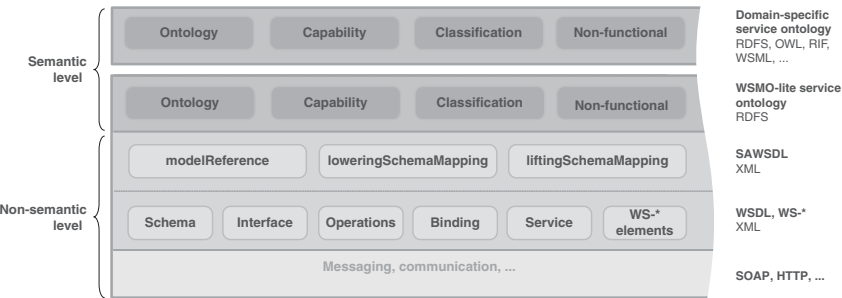 Semantic
level
Ontology Capability Classification Non-functional
Domain-specific
service ontology
RDFS, OWL, RIF,
WSML, ...
Ontology Capability Classification Non-functional
WSMO-lite service
ontology
RDFS
Non-semantic
level
modelReference loweringSchemaMapping liftingSchemaMapping
SAWSDL
XML
Schema Interface Operations Binding Service WS-*
elements
WSDL, WS-*
XML
Messaging, communication, ...
SOAP, HTTP, ...